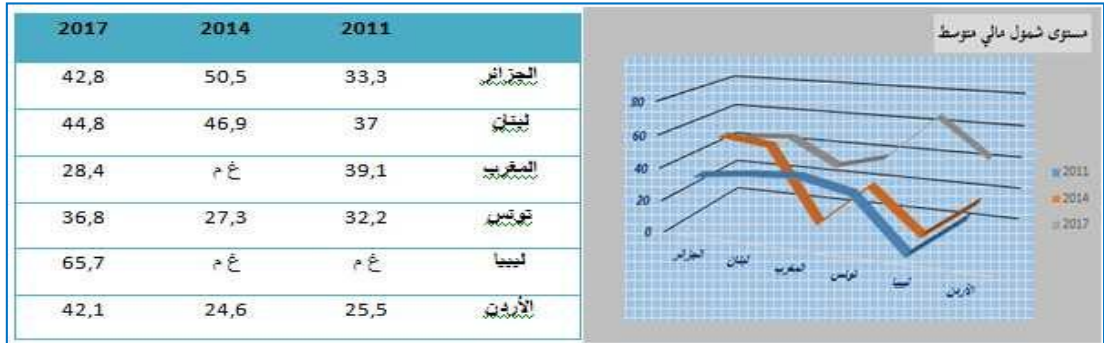 2017 2014 2011
الجزائر 33,3 50,5 42,8
لبنان 37 46,9 44,8
المغرب 39,1 غ م 28,4
تونس 32,2 27,3 36,8
ليبيا غ م غ م 65,7
الأردن 25,5 24,6 42,1
مستوى شمول مالي متوسط
80
60
40
20
0
الجزائر لبنان المغرب تونس ليبيا الأردن
2011
2014
2017